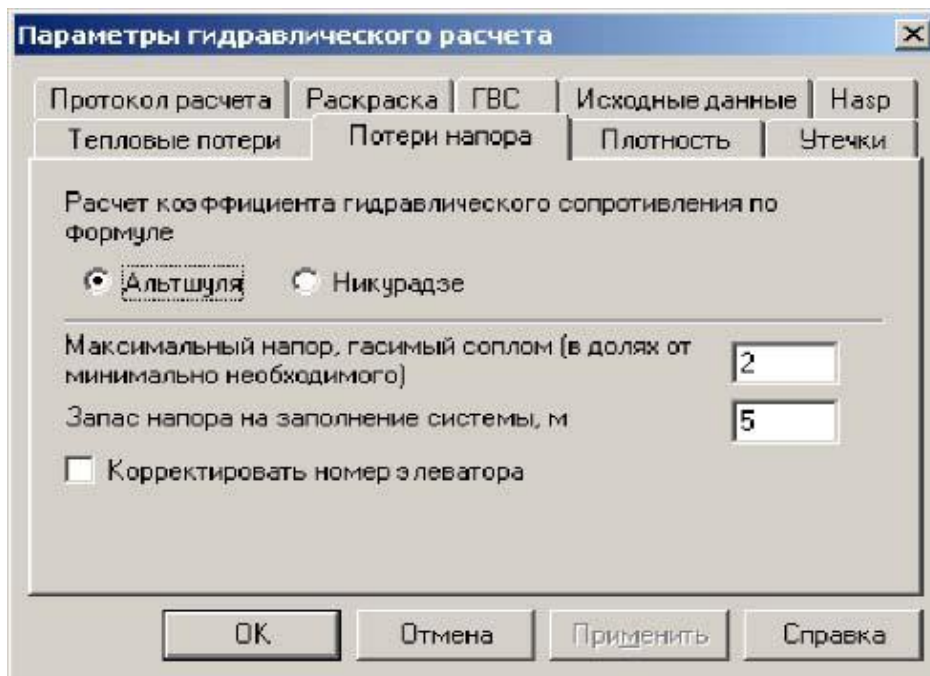 Параметры гидравлического расчета
Протокол расчета Раскраска ГВС Исходные данные Hasp
Тепловые потери Потери напора Плотность Утечки
Расчет коэффициента гидравлического сопротивления по
формуле
Альтшуля Никурадзе
Максимальный напор, гасимый соплом (в долях от
минимально необходимого)
2
Запас напора на заполнение системы, м
5
Корректировать номер элеватора
OK Отмена Применить Справка